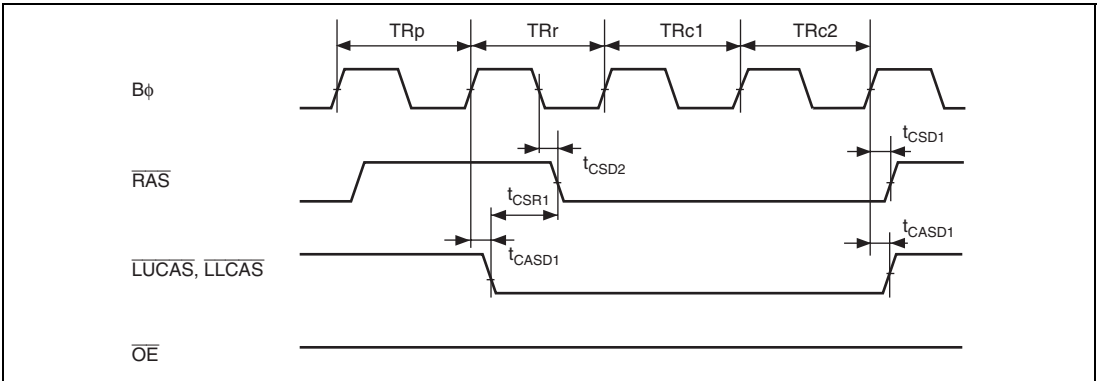 TRp TRr TRc1 TRc2
Bφ
tCSD1
tCSD2
RAS
tCSR1
tCASD1
tCASD1
LUCAS, LLCAS
OE